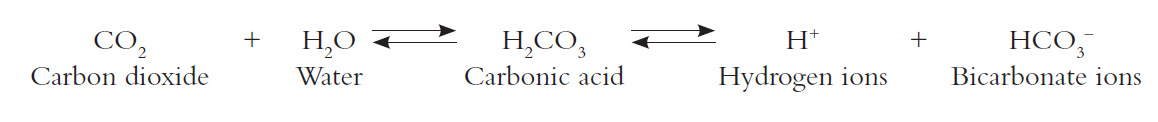 CO₂ + H₂O ⇌ H₂CO₃ ⇌ H⁺ + HCO₃⁻
Carbon dioxide Water Carbonic acid Hydrogen ions Bicarbonate ions